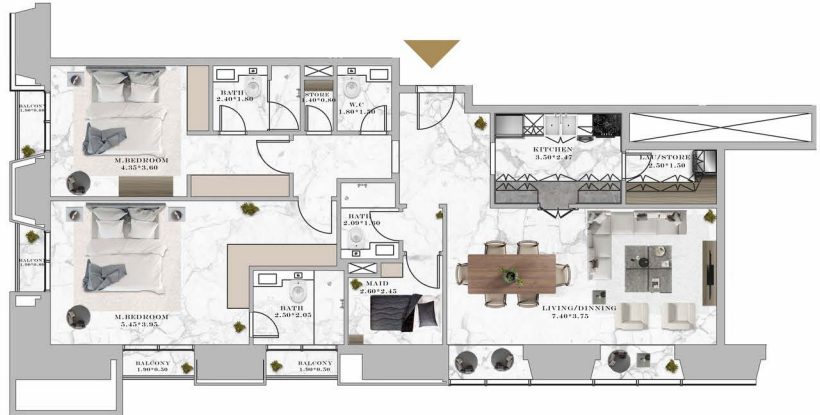 BATH
2.40*1.80
STORE
1.40*0.80
W.C
1.80*1.50
BALCONY
M.BEDROOM
4.35*3.60
KITCHEN
3.50*2.47
LAU/STORE
2.50*1.50
BATH
2.09*1.60
M.BEDROOM
5.45*3.95
BATH
2.50*2.05
MAID
2.60*2.45
LIVING/DINNING
7.40*3.75
BALCONY
1.90*0.50
BALCONY
1.90*0.50